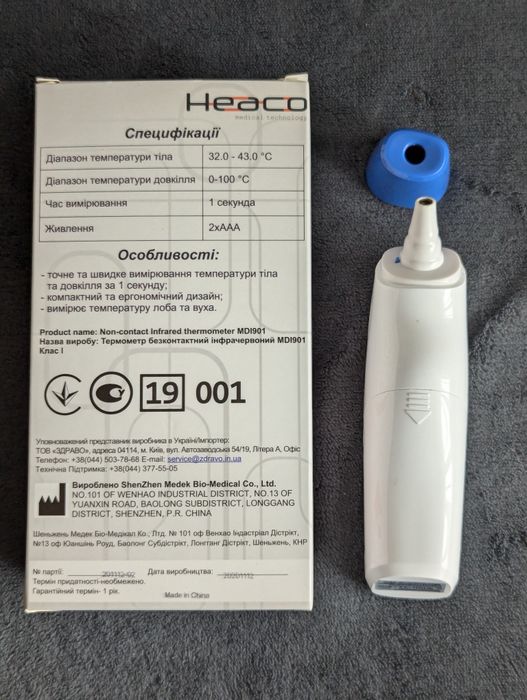 Heaco
medical technology
Специфікації
Діапазон температури тіла 32.0 - 43.0 °C
Діапазон температури довкілля 0-100 °C
Час вимірювання 1 секунда
Живлення 2xAAA
Особливості:
- точне та швидке вимірювання температури тіла
та довкілля за 1 секунду;
- компактний та ергономічний дизайн;
- вимірює температуру лоба та вуха.
Product name: Non-contact Infrared thermometer MDI901
Назва виробу: Термометр безконтактний інфрачервоний MDI901
Клас I
19 001
Уповноважений представник виробника в Україні/Імпортер:
ТОВ «ЗДРАВО», адреса 04114, м. Київ, вул. Автозаводська 54/19, Літера А, Офіс
Телефон: +38(044) 503-78-68 E-mail: service@zdravo.in.ua
Технічна Підтримка: +38(044) 377-55-05
Вироблено ShenZhen Medek Bio-Medical Co., Ltd.
NO.101 OF WENHAO INDUSTRIAL DISTRICT, NO.13 OF
YUANXIN ROAD, BAOLONG SUBDISTRICT, LONGGANG
DISTRICT, SHENZHEN, P.R. CHINA
Шеньжень Медек Біо-Медікал Ко., Лтд. № 101 оф Венхао Індастріал Дістрікт,
№13 оф Юаншінь Роуд, Баолонг Субдістрікт, Лонгганг Дістрікт, Шеньжень, КНР
№ партії: 201112-02 Дата виробництва: 20201112
Термін придатності-необмежено.
Гарантійний термін- 1 рік. Made in China